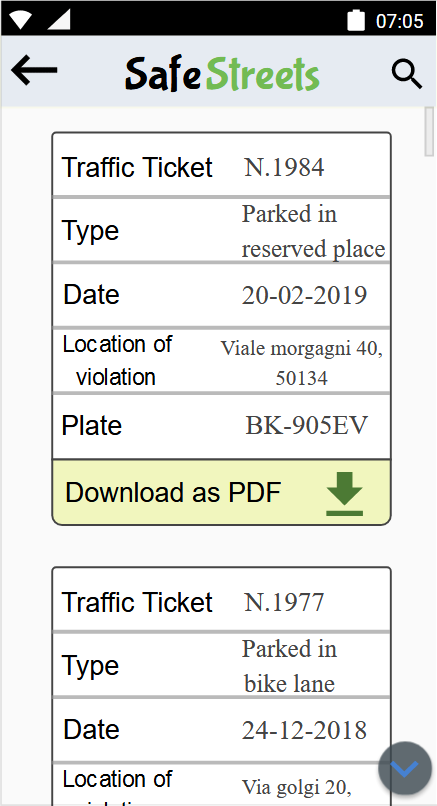 07:05
SafeStreets
Traffic Ticket N.1984
Type Parked in
reserved place
Date 20-02-2019
Location of
violation
Viale morgagni 40,
50134
Plate BK-905EV
Download as PDF
Traffic Ticket N.1977
Type Parked in
bike lane
Date 24-12-2018
Location of
Via golgi 20,